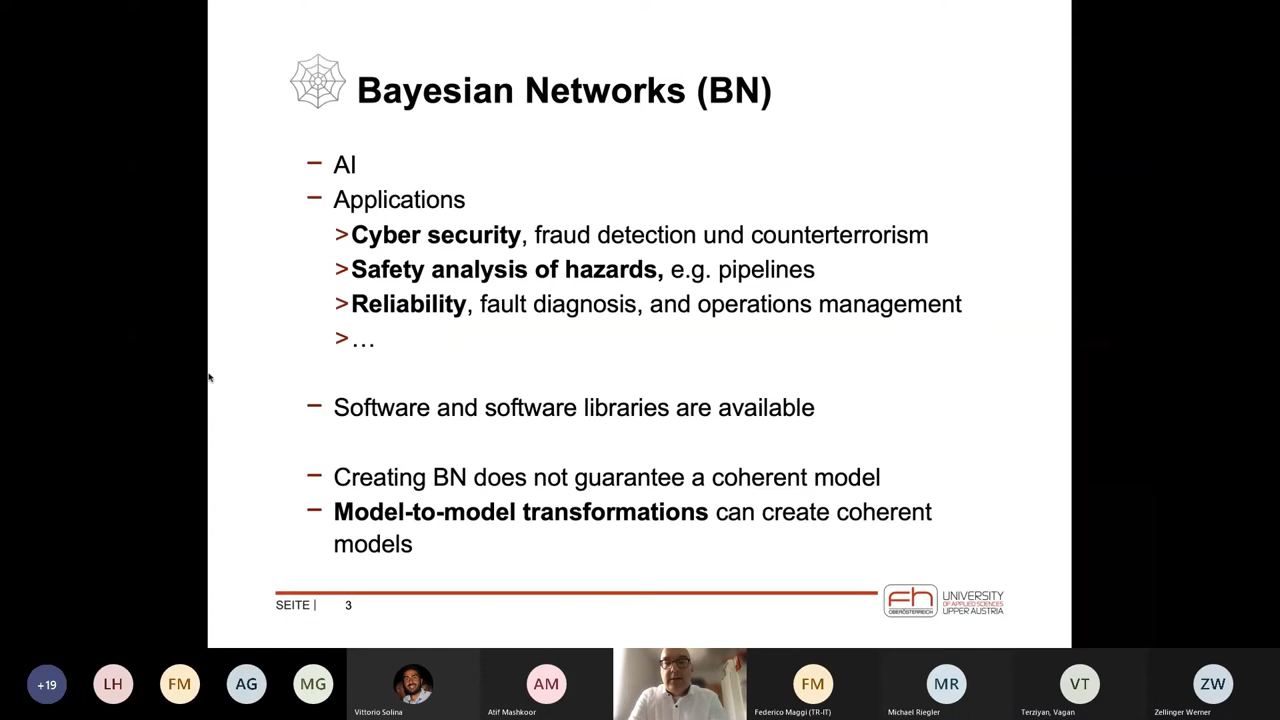 Bayesian Networks (BN)
– AI
– Applications
>Cyber security, fraud detection und counterterrorism
>Safety analysis of hazards, e.g. pipelines
>Reliability, fault diagnosis, and operations management
>…
– Software and software libraries are available
– Creating BN does not guarantee a coherent model
– Model-to-model transformations can create coherent
models
SEITE | 3
fh
OBERÖSTERREICH
UNIVERSITY
OF APPLIED SCIENCES
UPPER AUSTRIA
+19
LH
FM
AG
MG
Vittorio Solina
AM
Atif Mashkoor
FM
Federico Maggi (TR-IT)
MR
Michael Riegler
VT
Terziyan, Vagan
ZW
Zellinger Werner